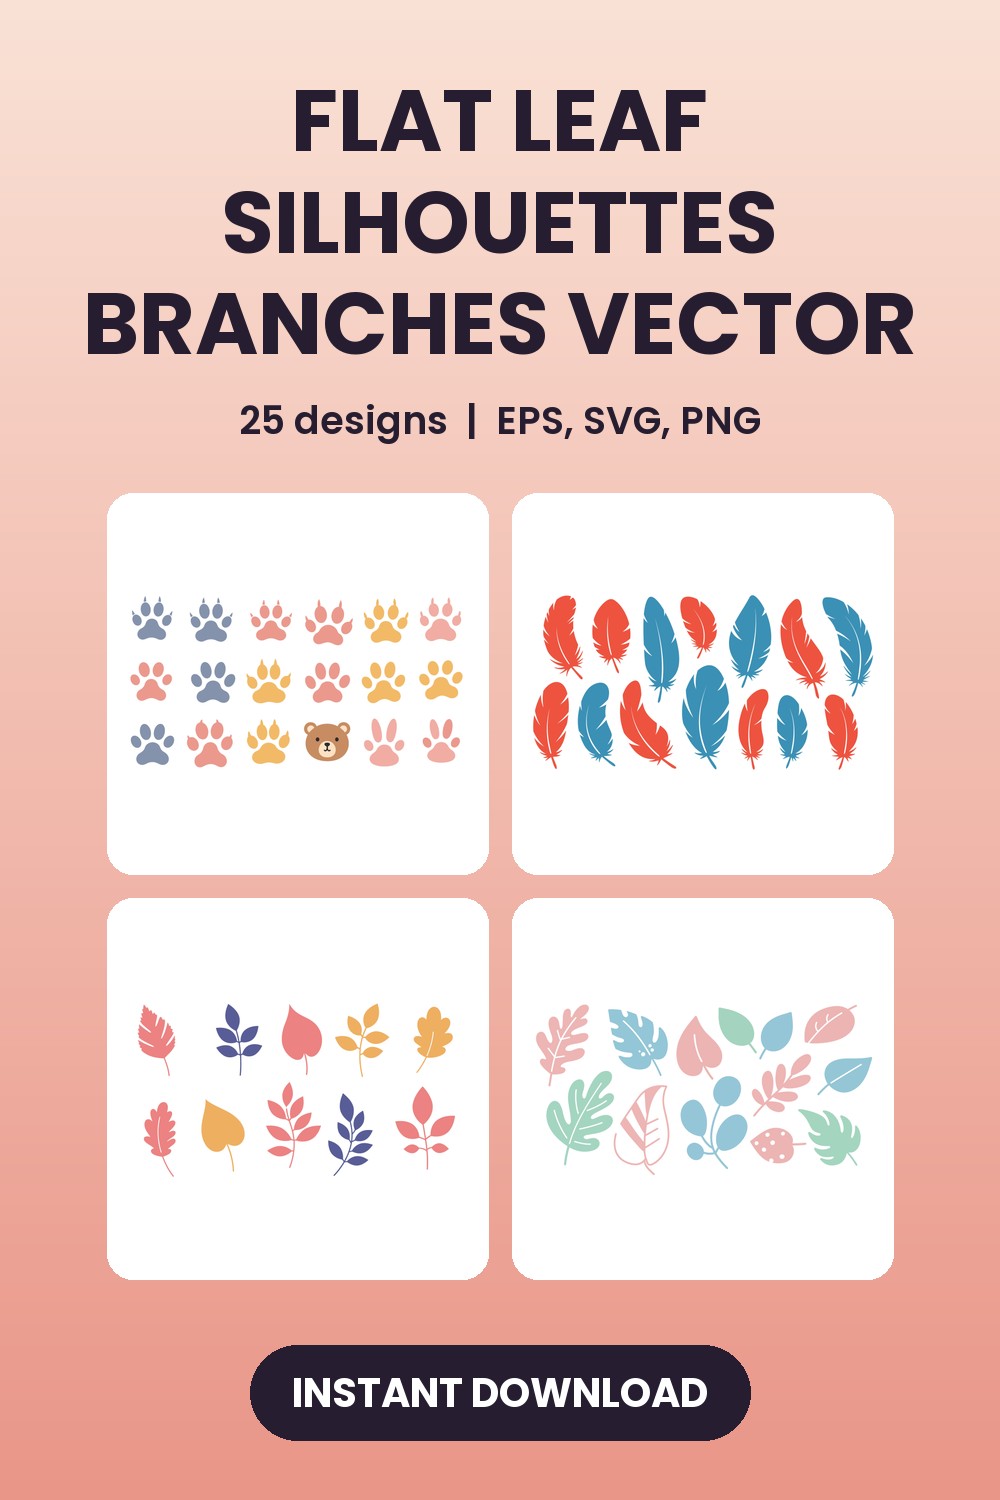 FLAT LEAF
SILHOUETTES
BRANCHES VECTOR
25 designs | EPS, SVG, PNG
INSTANT DOWNLOAD